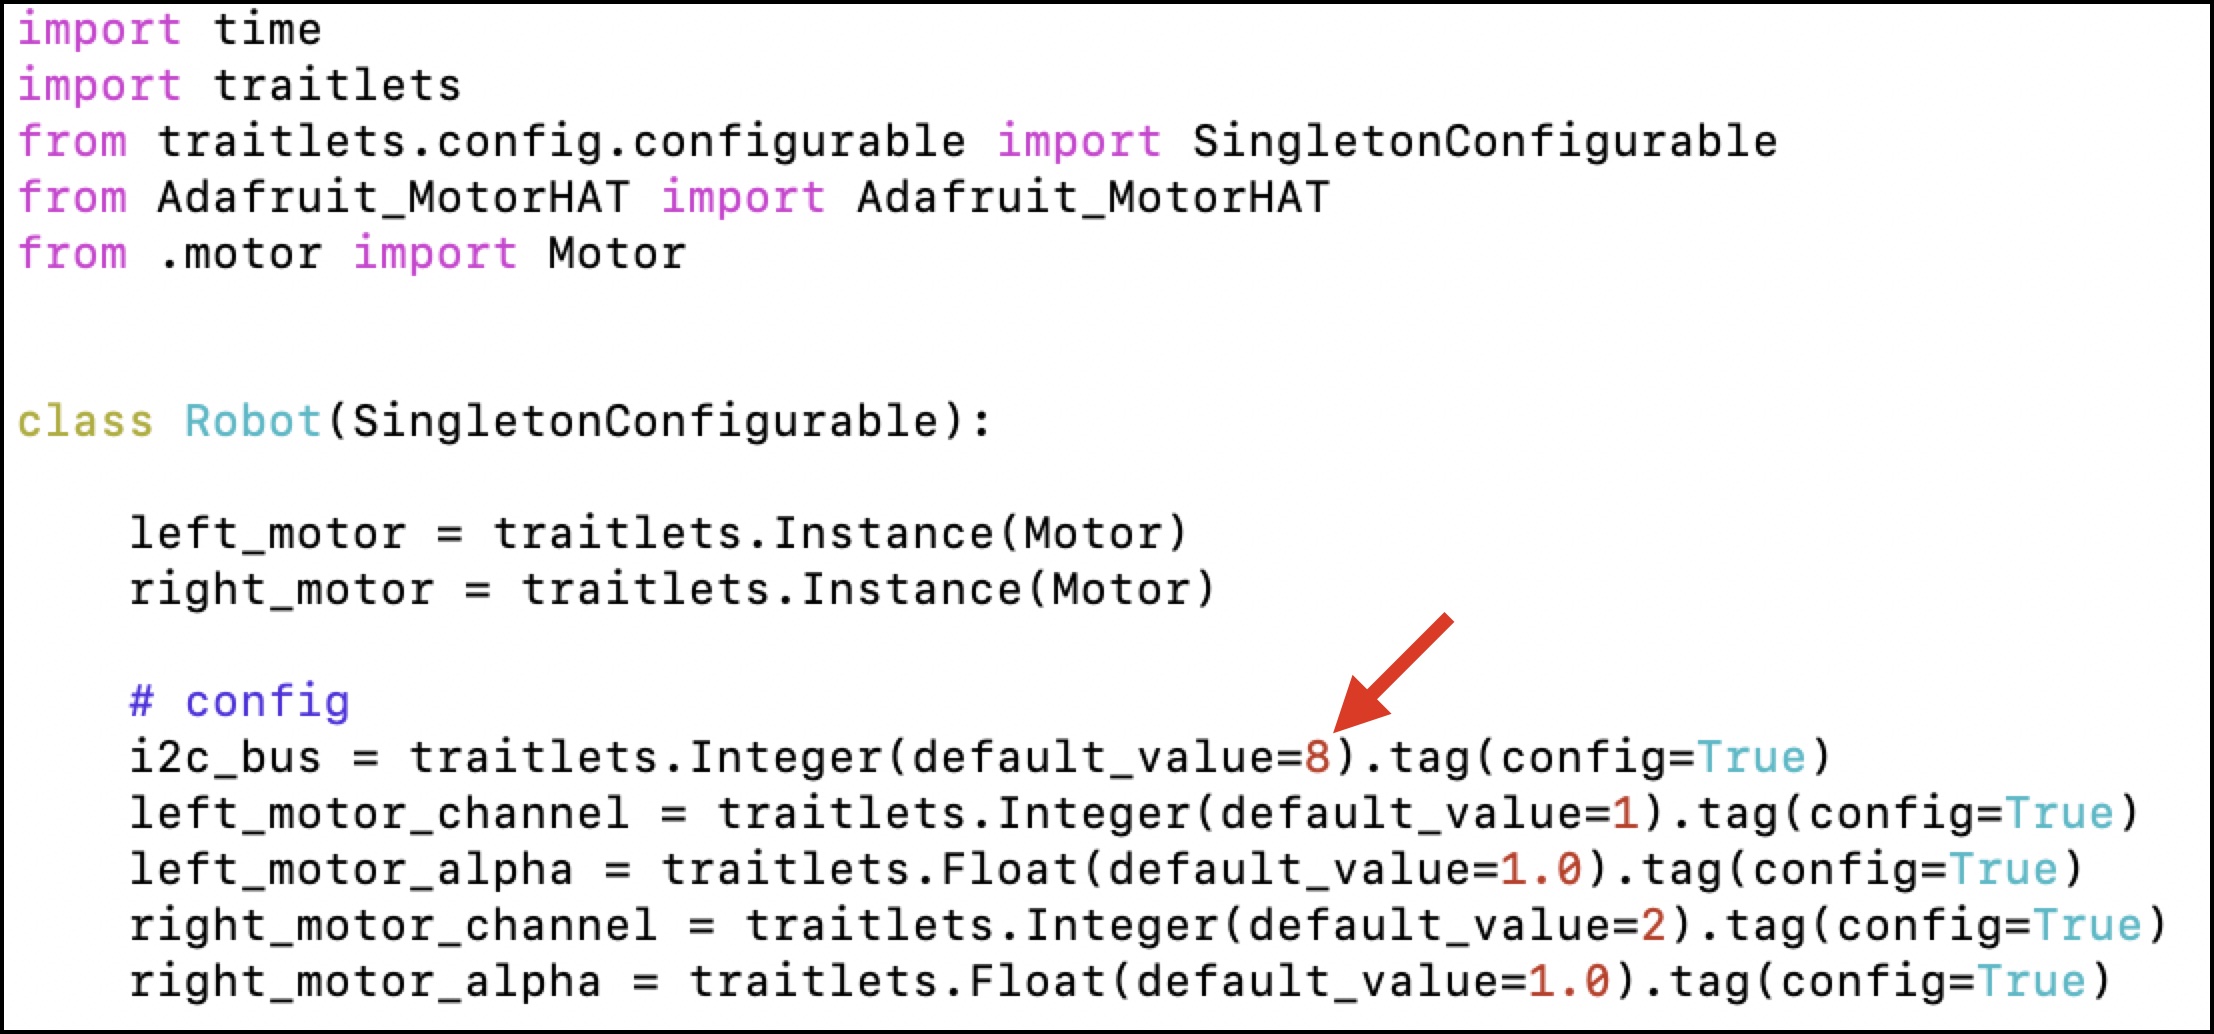 import time
import traitlets
from traitlets.config.configurable import SingletonConfigurable
from Adafruit_MotorHAT import Adafruit_MotorHAT
from .motor import Motor
class Robot(SingletonConfigurable):
    left_motor = traitlets.Instance(Motor)
    right_motor = traitlets.Instance(Motor)
    # config
    i2c_bus = traitlets.Integer(default_value=8).tag(config=True)
    left_motor_channel = traitlets.Integer(default_value=1).tag(config=True)
    left_motor_alpha = traitlets.Float(default_value=1.0).tag(config=True)
    right_motor_channel = traitlets.Integer(default_value=2).tag(config=True)
    right_motor_alpha = traitlets.Float(default_value=1.0).tag(config=True)